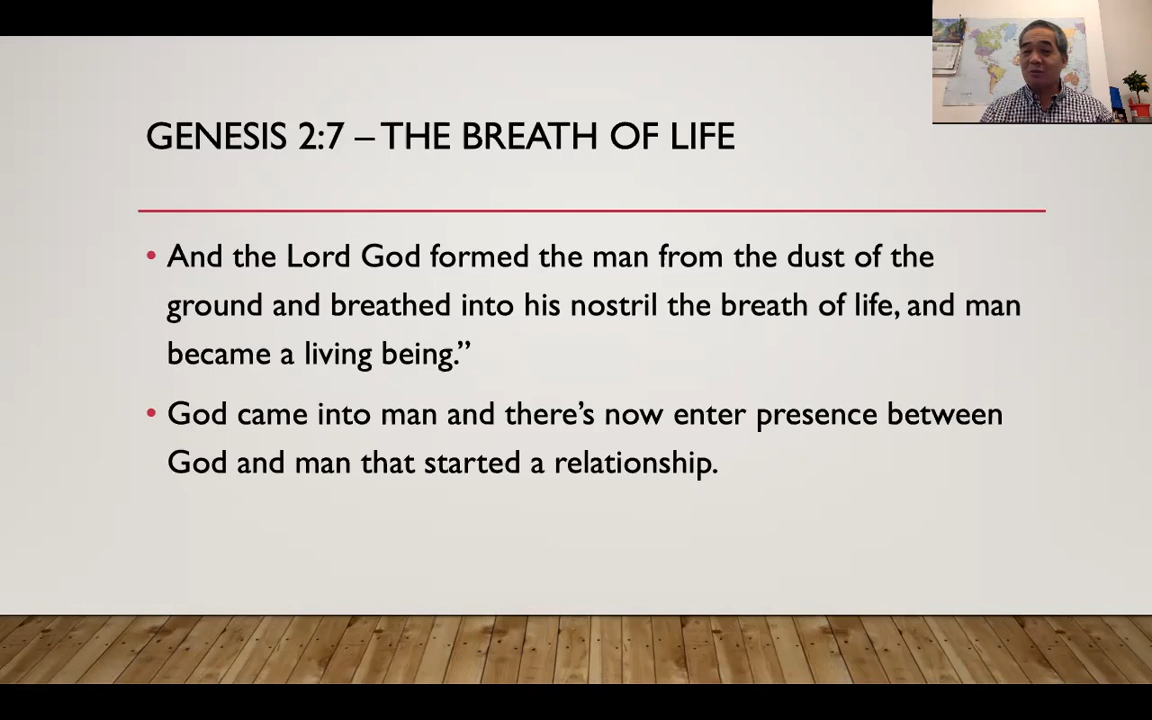 GENESIS 2:7 – THE BREATH OF LIFE
• And the Lord God formed the man from the dust of the
ground and breathed into his nostril the breath of life, and man
became a living being.”
• God came into man and there’s now enter presence between
God and man that started a relationship.